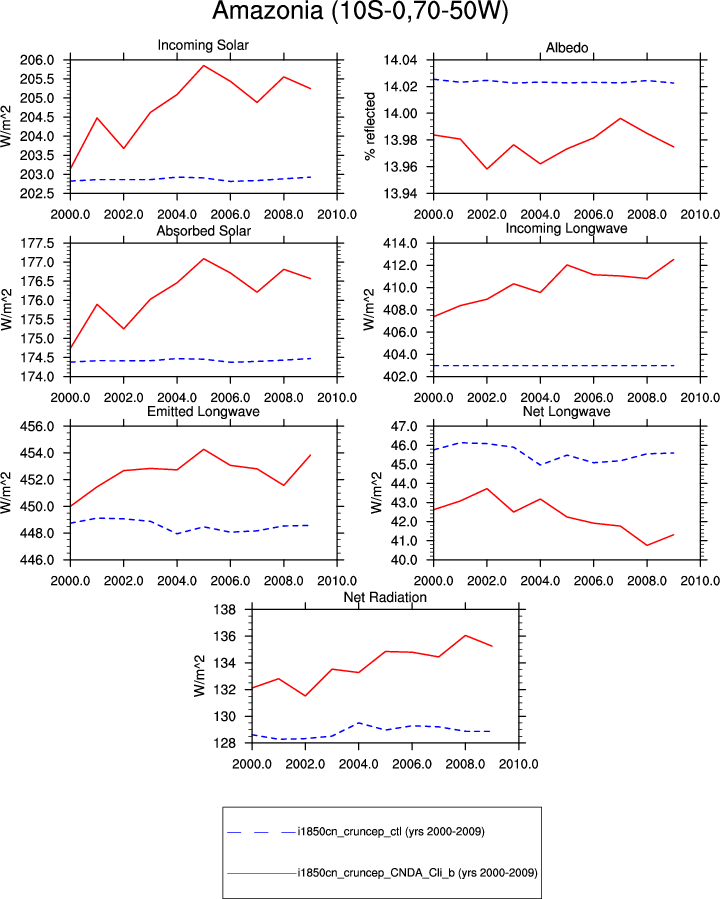 Amazonia (10S-0,70-50W)
Incoming Solar
W/m^2
206.0
205.5
205.0
204.5
204.0
203.5
203.0
202.5
2000.0 2002.0 2004.0 2006.0 2008.0 2010.0
Albedo
% reflected
14.04
14.02
14.00
13.98
13.96
13.94
2000.0 2002.0 2004.0 2006.0 2008.0 2010.0
Absorbed Solar
W/m^2
177.5
177.0
176.5
176.0
175.5
175.0
174.5
174.0
2000.0 2002.0 2004.0 2006.0 2008.0 2010.0
Incoming Longwave
W/m^2
414.0
412.0
410.0
408.0
406.0
404.0
402.0
2000.0 2002.0 2004.0 2006.0 2008.0 2010.0
Emitted Longwave
W/m^2
456.0
454.0
452.0
450.0
448.0
446.0
2000.0 2002.0 2004.0 2006.0 2008.0 2010.0
Net Longwave
W/m^2
47.0
46.0
45.0
44.0
43.0
42.0
41.0
40.0
2000.0 2002.0 2004.0 2006.0 2008.0 2010.0
Net Radiation
W/m^2
138
136
134
132
130
128
2000.0 2002.0 2004.0 2006.0 2008.0 2010.0
i1850cn_cruncep_ctl (yrs 2000-2009)
i1850cn_cruncep_CNDA_Cli_b (yrs 2000-2009)